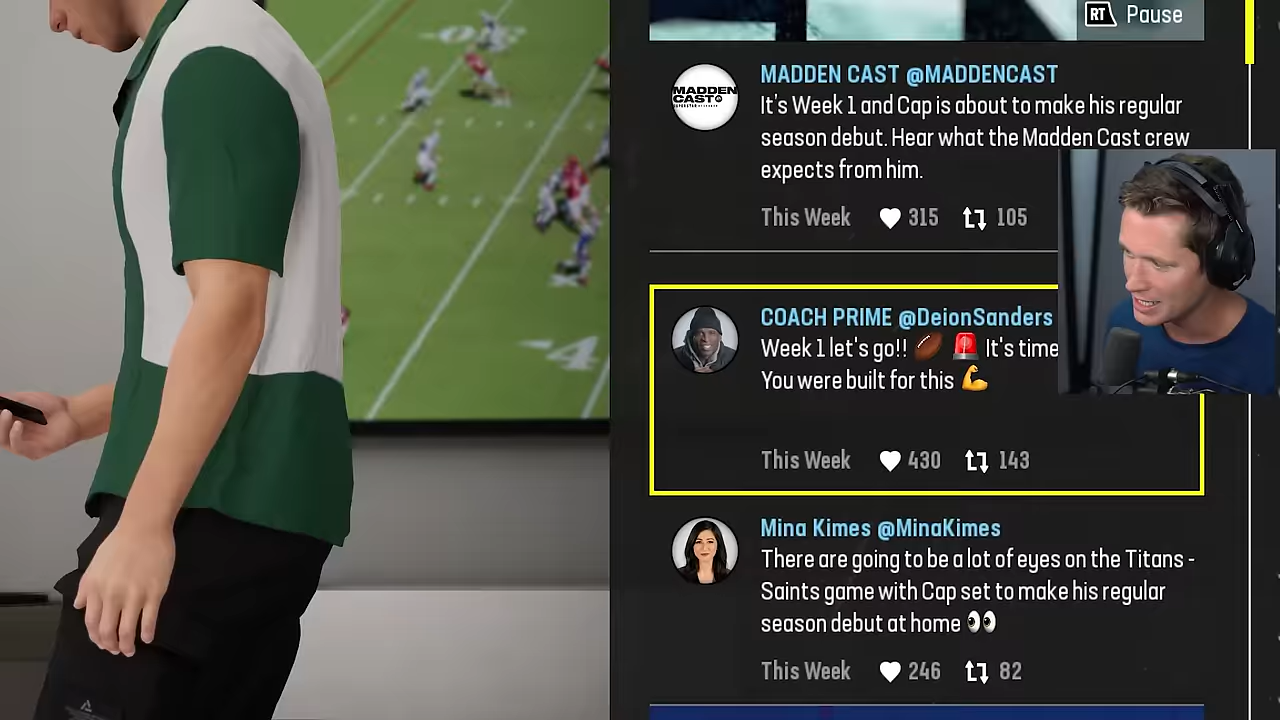 RT Pause
MADDEN CAST @MADDENCAST
It's Week 1 and Cap is about to make his regular
season debut. Hear what the Madden Cast crew
expects from him.
This Week 315 105
MADDEN
CAST
COACH PRIME @DeionSanders
Week 1 let's go!! 🏈 🚨 It's time
You were built for this 💪
This Week 430 143
Mina Kimes @MinaKimes
There are going to be a lot of eyes on the Titans -
Saints game with Cap set to make his regular
season debut at home 👀
This Week 246 82